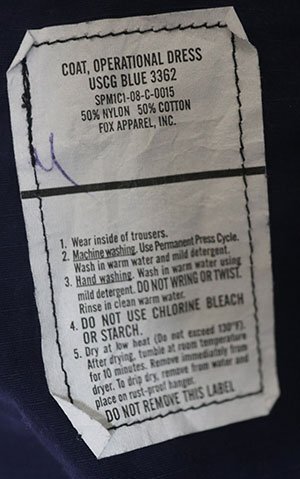 COAT, OPERATIONAL DRESS
USCG BLUE 3362
SPM1C1-08-C-0015
50% NYLON 50% COTTON
FOX APPAREL, INC.
1. Wear inside of trousers.
2. Machine washing. Use Permanent Press Cycle.
Wash in warm water and mild detergent.
3. Hand washing. Wash in warm water using
mild detergent. DO NOT WRING OR TWIST.
Rinse in clean warm water.
4. DO NOT USE CHLORINE BLEACH
OR STARCH.
5. Dry at low heat (Do not exceed 130°F).
After drying, tumble at room temperature
for 10 minutes. Remove immediately from
dryer. To drip dry, remove from water and
place on rust-proof hanger.
DO NOT REMOVE THIS LABEL